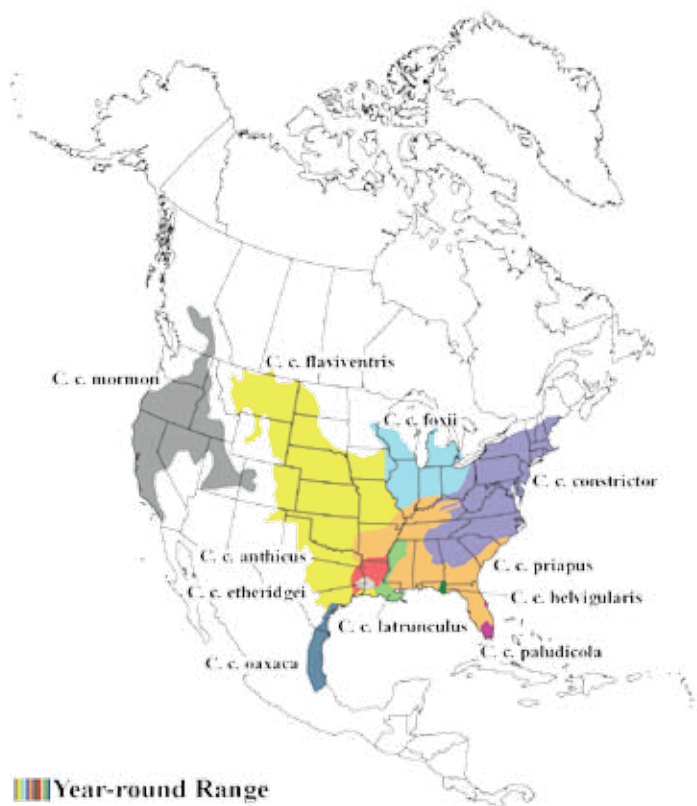 C. c. flaviventris
C. c. mormon
C. c. foxii
C. c. constrictor
C. c. anthicus
C. c. priapus
C. c. etheridgei
C. c. helvigularis
C. c. latrunculus
C. c. paludicola
C. c. oaxaca
Year-round Range